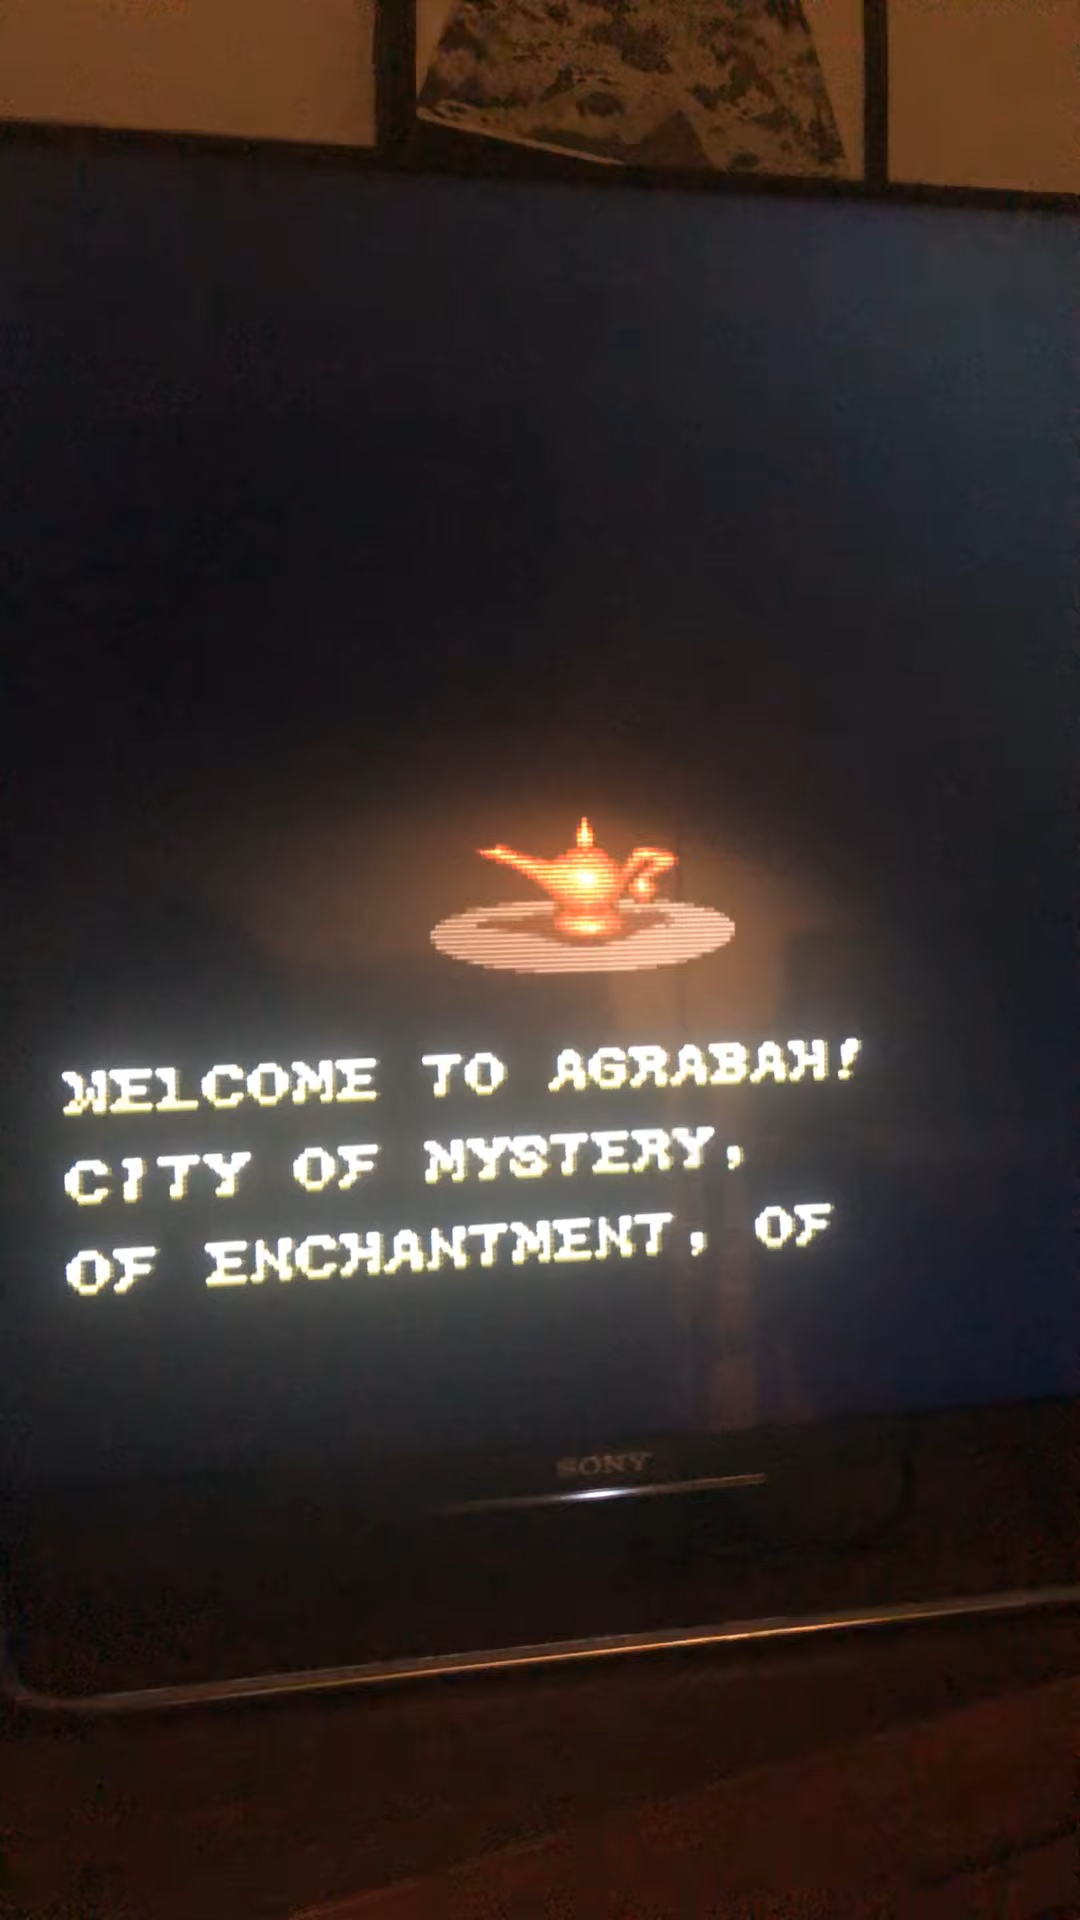 WELCOME TO AGRABAH!
CITY OF MYSTERY,
OF ENCHANTMENT, OF
SONY